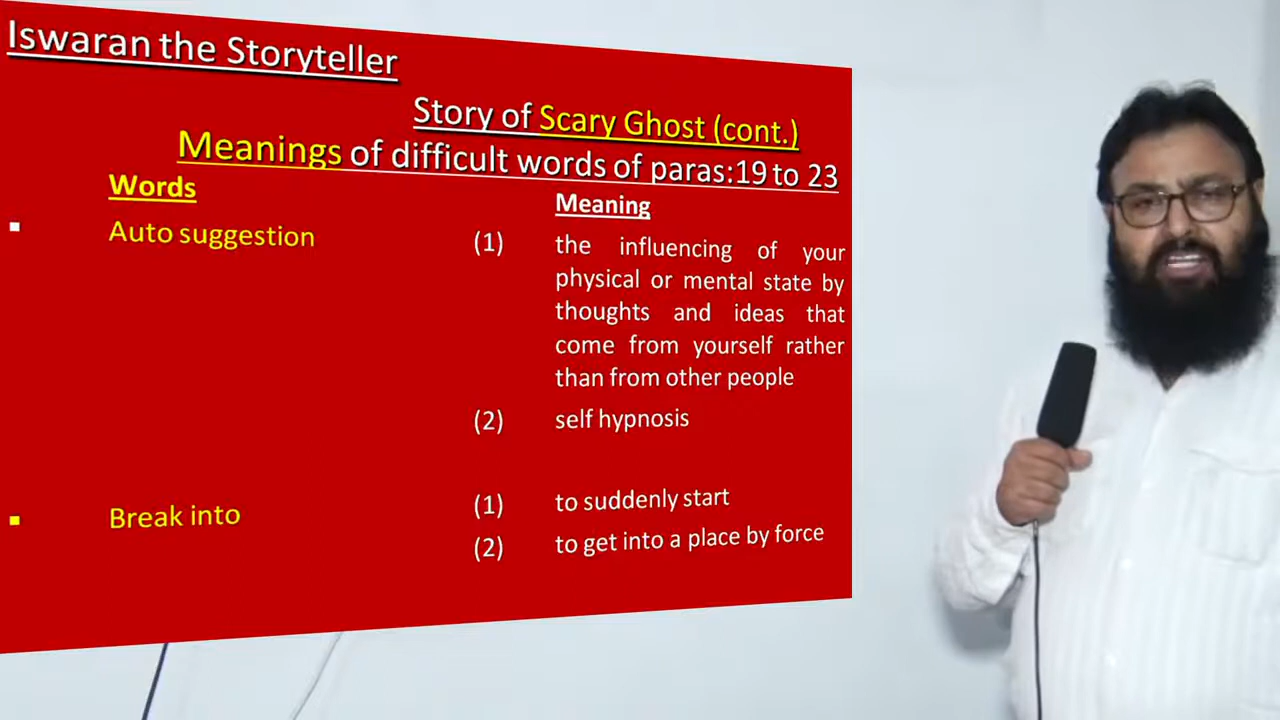 Iswaran the Storyteller
Story of Scary Ghost (cont.)
Meanings of difficult words of paras:19 to 23
Words
Meaning
Auto suggestion
(1) the influencing of your
physical or mental state by
thoughts and ideas that
come from yourself rather
than from other people
(2) self hypnosis
Break into
(1) to suddenly start
(2) to get into a place by force